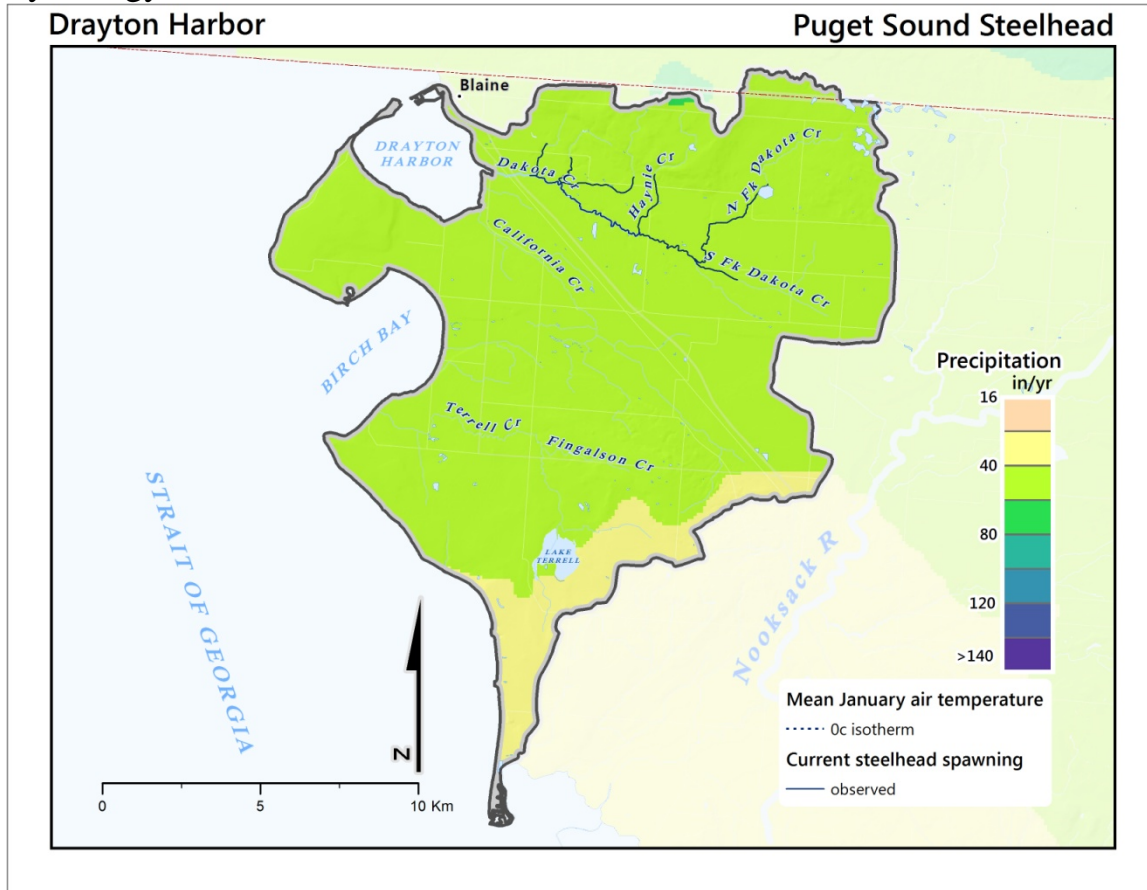 Drayton Harbor
Puget Sound Steelhead
Blaine
DRAYTON
HARBOR
Dakota Cr
Haynie Cr
N Fk Dakota Cr
California Cr
S Fk Dakota Cr
BIRCH BAY
Terrell Cr
Fingalson Cr
LAKE
TERRELL
STRAIT OF GEORGIA
Nooksack R
N
0 5 10 Km
Precipitation
in/yr
16
40
80
120
>140
Mean January air temperature
0c isotherm
Current steelhead spawning
observed